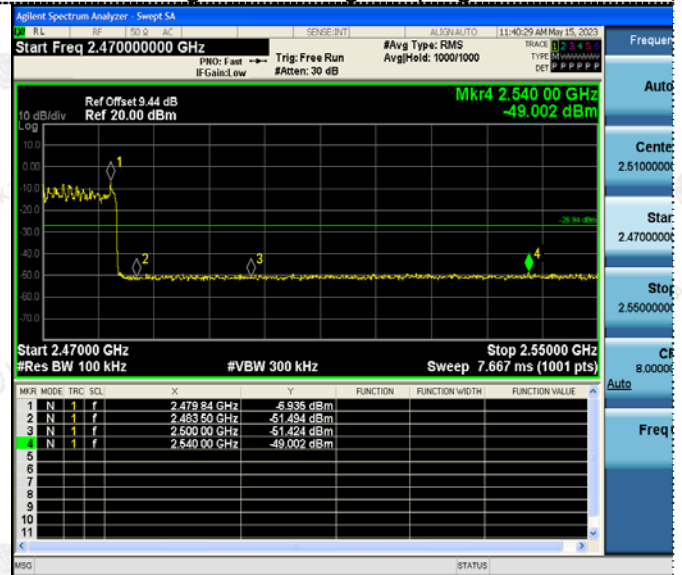 Agilent Spectrum Analyzer - Swept SA
RL RF 50 Ω AC SENSE:INT ALIGN AUTO 11:40:29 AM May 15, 2023
Start Freq 2.470000000 GHz #Avg Type: RMS TRACE 1 2 3 4 5 6
PNO: Fast Trig: Free Run Avg|Hold: 1000/1000 TYPE M
IFGain:Low #Atten: 30 dB DET P P P P P P
Frequen
Mkr4 2.540 00 GHz
-49.002 dBm
Ref Offset 9.44 dB
10 dB/div Ref 20.00 dBm
Log
10.0
0.00
-10.0
-20.0
-30.0
-40.0
-60.0
-70.0
1
2
3
4
-26.94 dBm
Start 2.47000 GHz Stop 2.55000 GHz
#Res BW 100 kHz #VBW 300 kHz Sweep 7.667 ms (1001 pts)
MKR MODE TRC SCL X Y FUNCTION FUNCTION WIDTH FUNCTION VALUE
1 N 1 f 2.479 84 GHz -6.935 dBm
2 N 1 f 2.483 50 GHz -51.494 dBm
3 N 1 f 2.500 00 GHz -51.424 dBm
4 N 1 f 2.540 00 GHz -49.002 dBm
5
6
7
8
9
10
11
MSG STATUS
Auto
Cente
2.51000000
Star
2.47000000
Stop
2.55000000
CF
8.00000
Auto
Freq